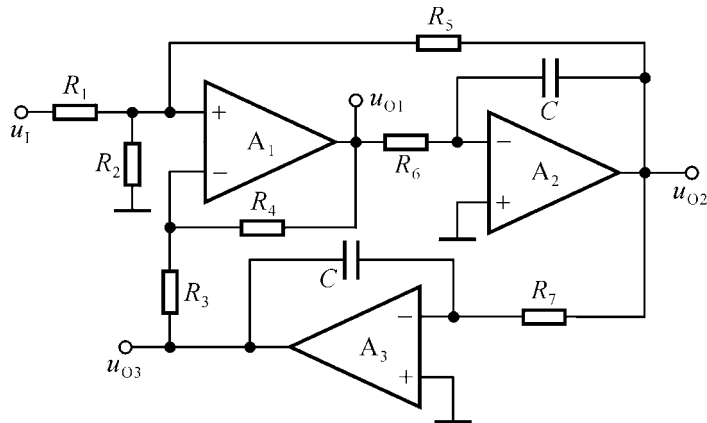 R5
R1
uI
+
A1
−
uO1
R6
C
−
A2
+
uO2
R2
R4
R3
C
−
A3
+
R7
uO3